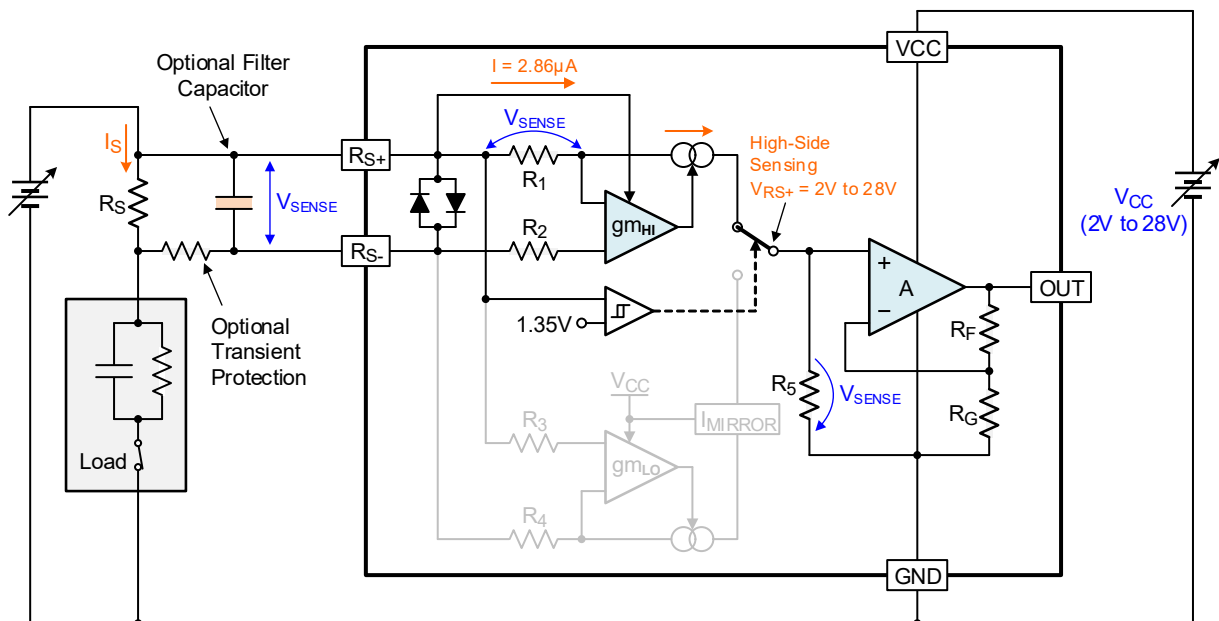 VCC
I = 2.86µA
Optional Filter
Capacitor
VSENSE
High-Side
Sensing
VRS+ = 2V to 28V
IS
RS+
R1
RS
VSENSE
gmHI
VCC
(2V to 28V)
RS-
R2
+
A
−
OUT
1.35V
Optional
Transient
Protection
RF
VCC
R5
VSENSE
RG
IMIRROR
R3
gmLO
Load
R4
GND